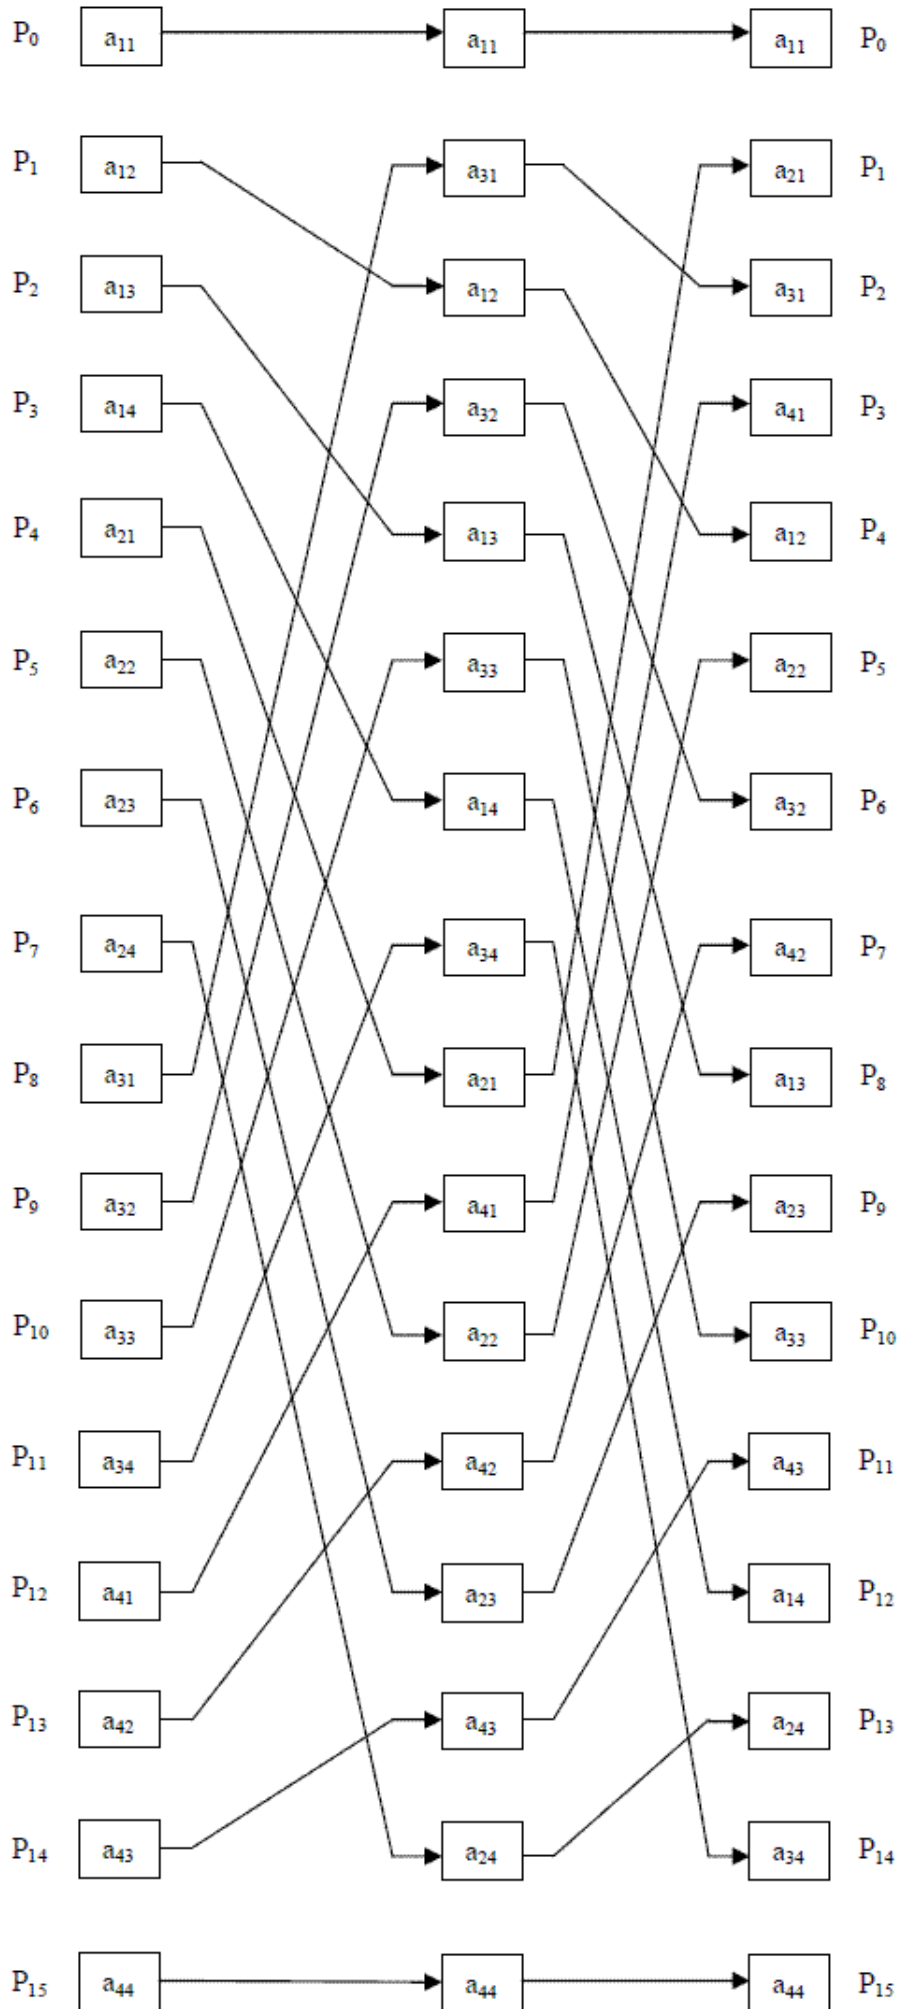 P₀ a₁₁ a₁₁ a₁₁ P₀
P₁ a₁₂ a₃₁ a₂₁ P₁
P₂ a₁₃ a₁₂ a₃₁ P₂
P₃ a₁₄ a₃₂ a₄₁ P₃
P₄ a₂₁ a₁₃ a₁₂ P₄
P₅ a₂₂ a₃₃ a₂₂ P₅
P₆ a₂₃ a₁₄ a₃₂ P₆
P₇ a₂₄ a₃₄ a₄₂ P₇
P₈ a₃₁ a₂₁ a₁₃ P₈
P₉ a₃₂ a₄₁ a₂₃ P₉
P₁₀ a₃₃ a₂₂ a₃₃ P₁₀
P₁₁ a₃₄ a₄₂ a₄₃ P₁₁
P₁₂ a₄₁ a₂₃ a₁₄ P₁₂
P₁₃ a₄₂ a₄₃ a₂₄ P₁₃
P₁₄ a₄₃ a₂₄ a₃₄ P₁₄
P₁₅ a₄₄ a₄₄ a₄₄ P₁₅